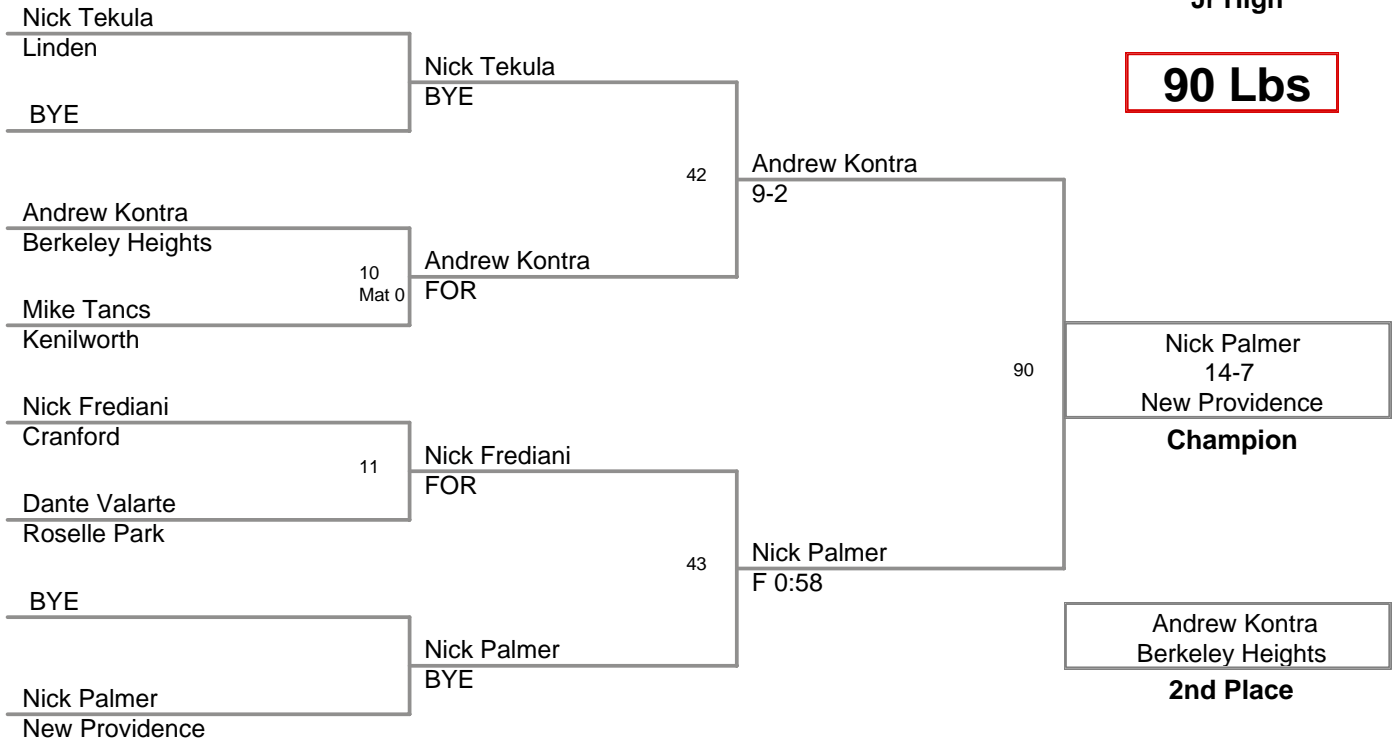 Jr High
90 Lbs
Nick Tekula
Linden
BYE
Andrew Kontra
Berkeley Heights
10
Mat 0
Mike Tancs
Kenilworth
Nick Frediani
Cranford
11
Dante Valarte
Roselle Park
BYE
Nick Palmer
New Providence
Nick Tekula
BYE
42
Andrew Kontra
FOR
Nick Frediani
FOR
43
Nick Palmer
BYE
Andrew Kontra
9-2
90
Nick Palmer
F 0:58
Nick Palmer
14-7
New Providence
Champion
Andrew Kontra
Berkeley Heights
2nd Place